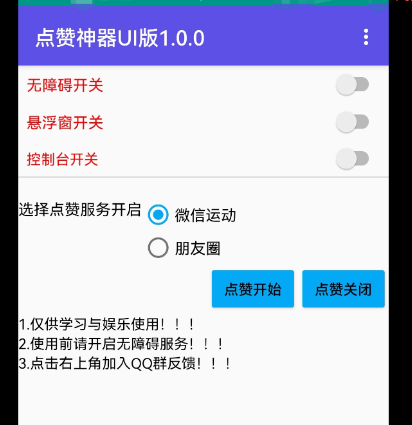 点赞神器UI版1.0.0
无障碍开关
悬浮窗开关
控制台开关
选择点赞服务开启 微信运动
朋友圈
点赞开始 点赞关闭
1.仅供学习与娱乐使用！！！
2.使用前请开启无障碍服务！！！
3.点击右上角加入QQ群反馈！！！